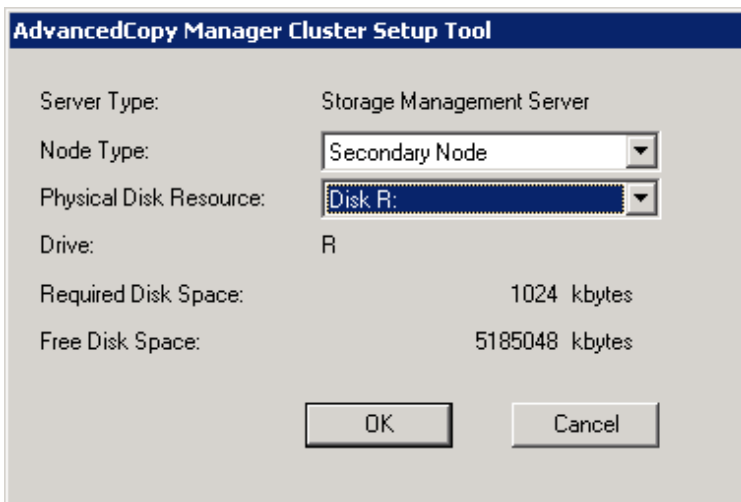 AdvancedCopy Manager Cluster Setup Tool
Server Type: Storage Management Server
Node Type: Secondary Node
Physical Disk Resource: Disk R:
Drive: R
Required Disk Space: 1024 kbytes
Free Disk Space: 5185048 kbytes
OK Cancel